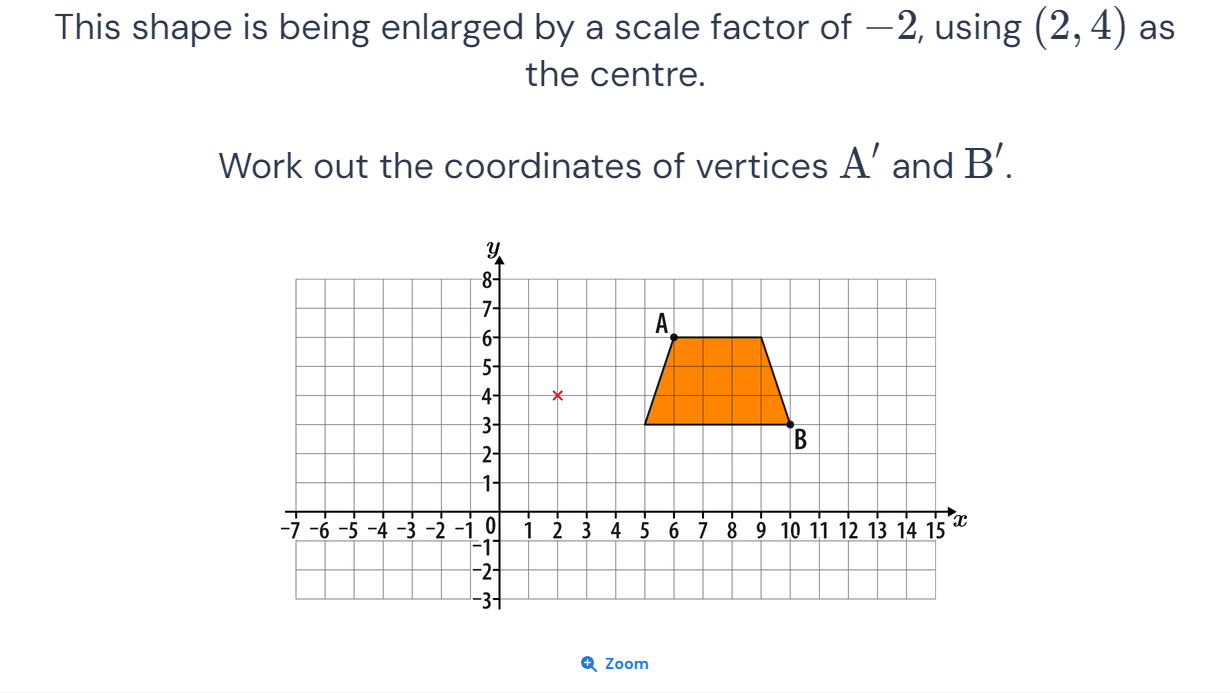 This shape is being enlarged by a scale factor of −2, using (2, 4) as
the centre.
Work out the coordinates of vertices A′ and B′.
y
8
7
A
6
5
4
3
B
2
1
−7 −6 −5 −4 −3 −2 −1 0 1 2 3 4 5 6 7 8 9 10 11 12 13 14 15 x
−1
−2
−3
Zoom